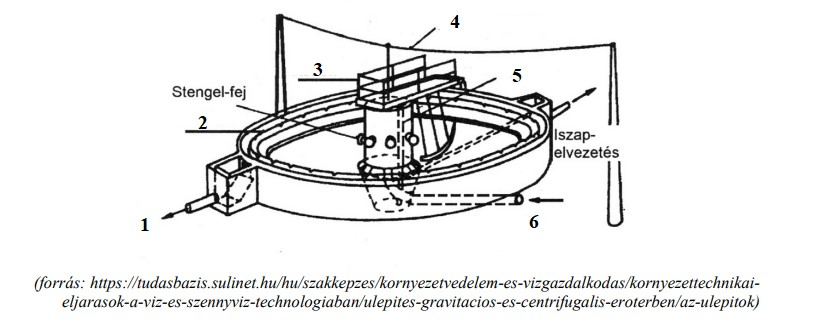 4
3
5
Stengel-fej
2
Iszap-
elvezetés
1
6
(forrás: https://tudasbazis.sulinet.hu/hu/szakkepzes/kornyezetvedelem-es-vizgazdalkodas/kornyezettechnikai-
eljarasok-a-viz-es-szennyviz-technologiaban/ulepites-gravitacios-es-centrifugalis-eroterben/az-ulepitok)